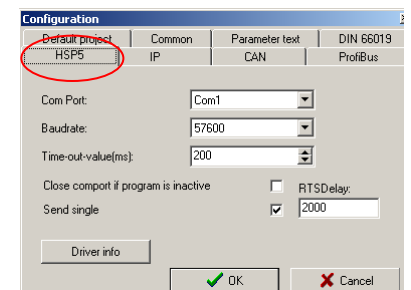 Configuration
Default project Common Parameter text DIN 66019
HSP5 IP CAN ProfiBus
Com Port: Com1
Baudrate: 57600
Time-out-value(ms): 200
Close comport if program is inactive RTSDelay:
Send single 2000
Driver info
OK Cancel